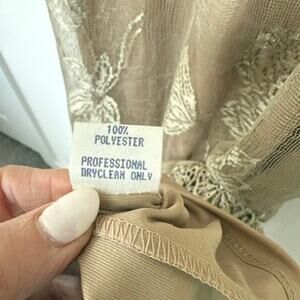 100%
POLYESTER
PROFESSIONAL
DRYCLEAN ONLY